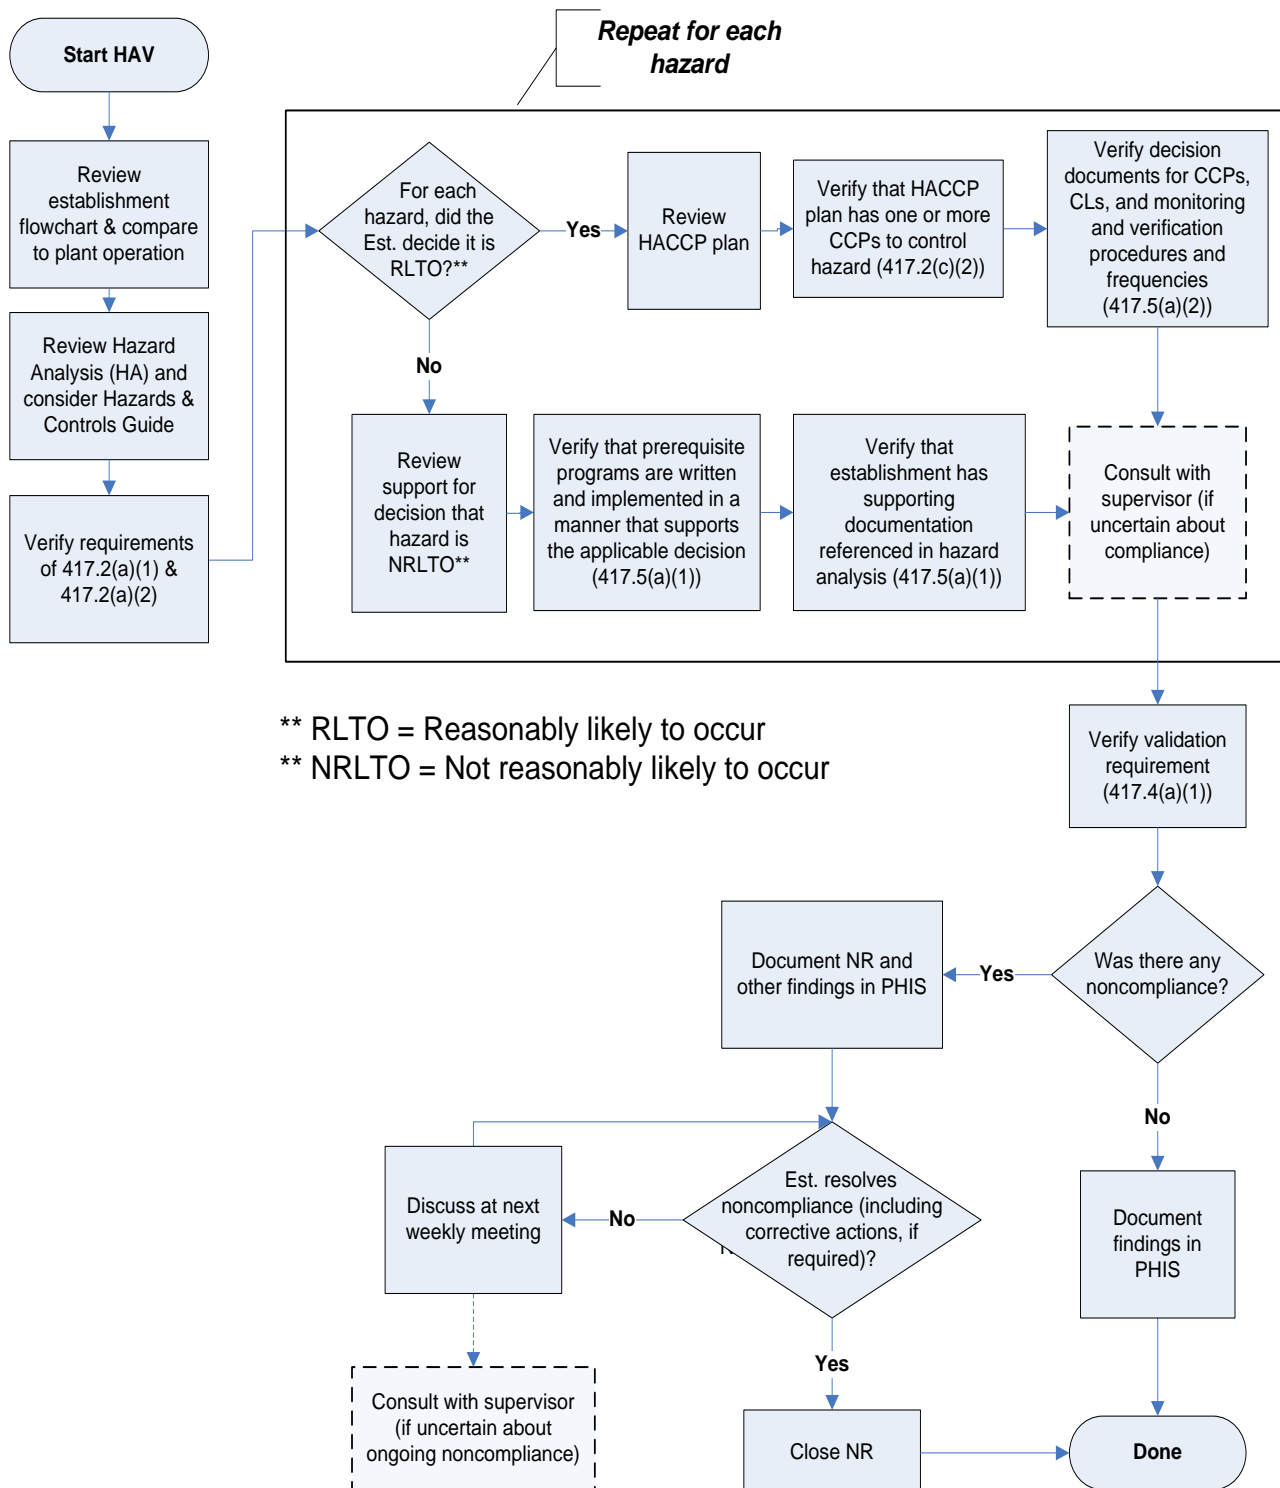 Repeat for each
hazard
Start HAV
Review
establishment
flowchart & compare
to plant operation
Review Hazard
Analysis (HA) and
consider Hazards &
Controls Guide
Verify requirements
of 417.2(a)(1) &
417.2(a)(2)
For each
hazard, did the
Est. decide it is
RLTO?**
Yes
Review
HACCP plan
Verify that HACCP
plan has one or more
CCPs to control
hazard (417.2(c)(2))
Verify decision
documents for CCPs,
CLs, and monitoring
and verification
procedures and
frequencies
(417.5(a)(2))
No
Review
support for
decision that
hazard is
NRLTO**
Verify that prerequisite
programs are written
and implemented in a
manner that supports
the applicable decision
(417.5(a)(1))
Verify that
establishment has
supporting
documentation
referenced in hazard
analysis (417.5(a)(1))
Consult with
supervisor (if
uncertain about
compliance)
** RLTO = Reasonably likely to occur
** NRLTO = Not reasonably likely to occur
Verify validation
requirement
(417.4(a)(1))
Was there any
noncompliance?
Yes
Document NR and
other findings in PHIS
No
Document
findings in
PHIS
Est. resolves
noncompliance (including
corrective actions, if
required)?
No
Discuss at next
weekly meeting
Consult with supervisor
(if uncertain about
ongoing noncompliance)
Yes
Close NR
Done